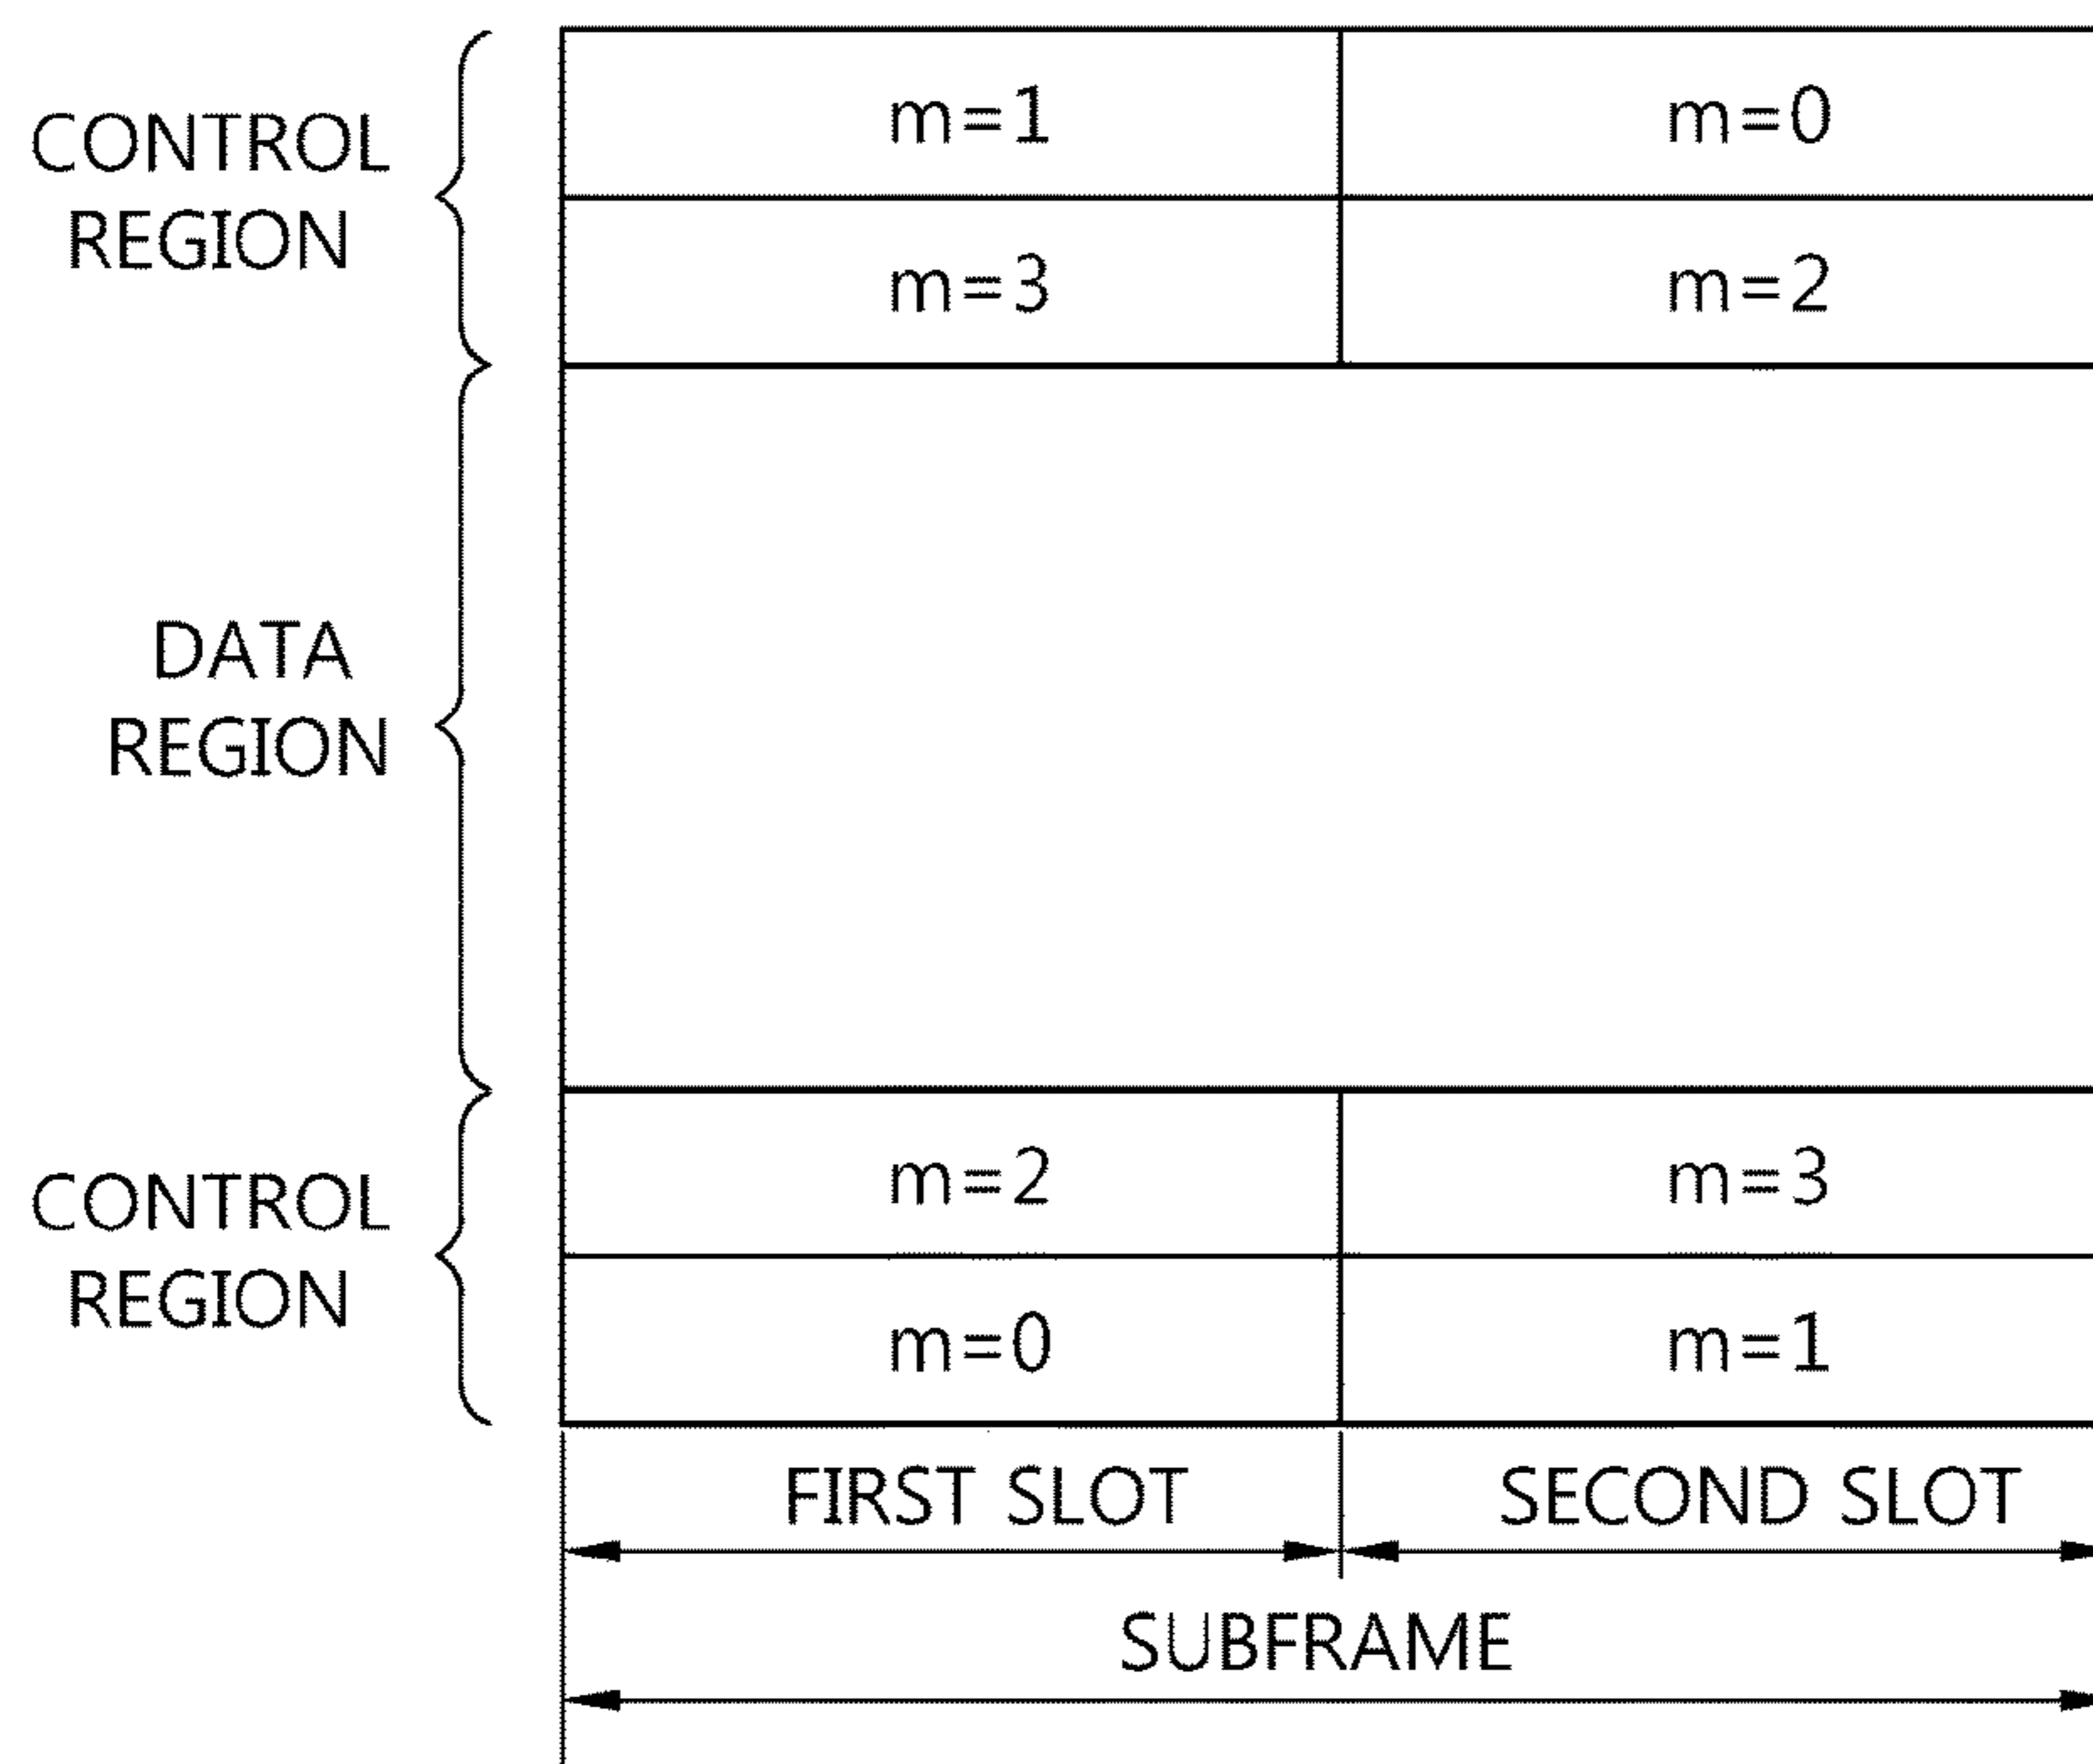 m=1 m=0
CONTROL
REGION
m=3 m=2
DATA
REGION
m=2 m=3
CONTROL
REGION
m=0 m=1
FIRST SLOT SECOND SLOT
SUBFRAME